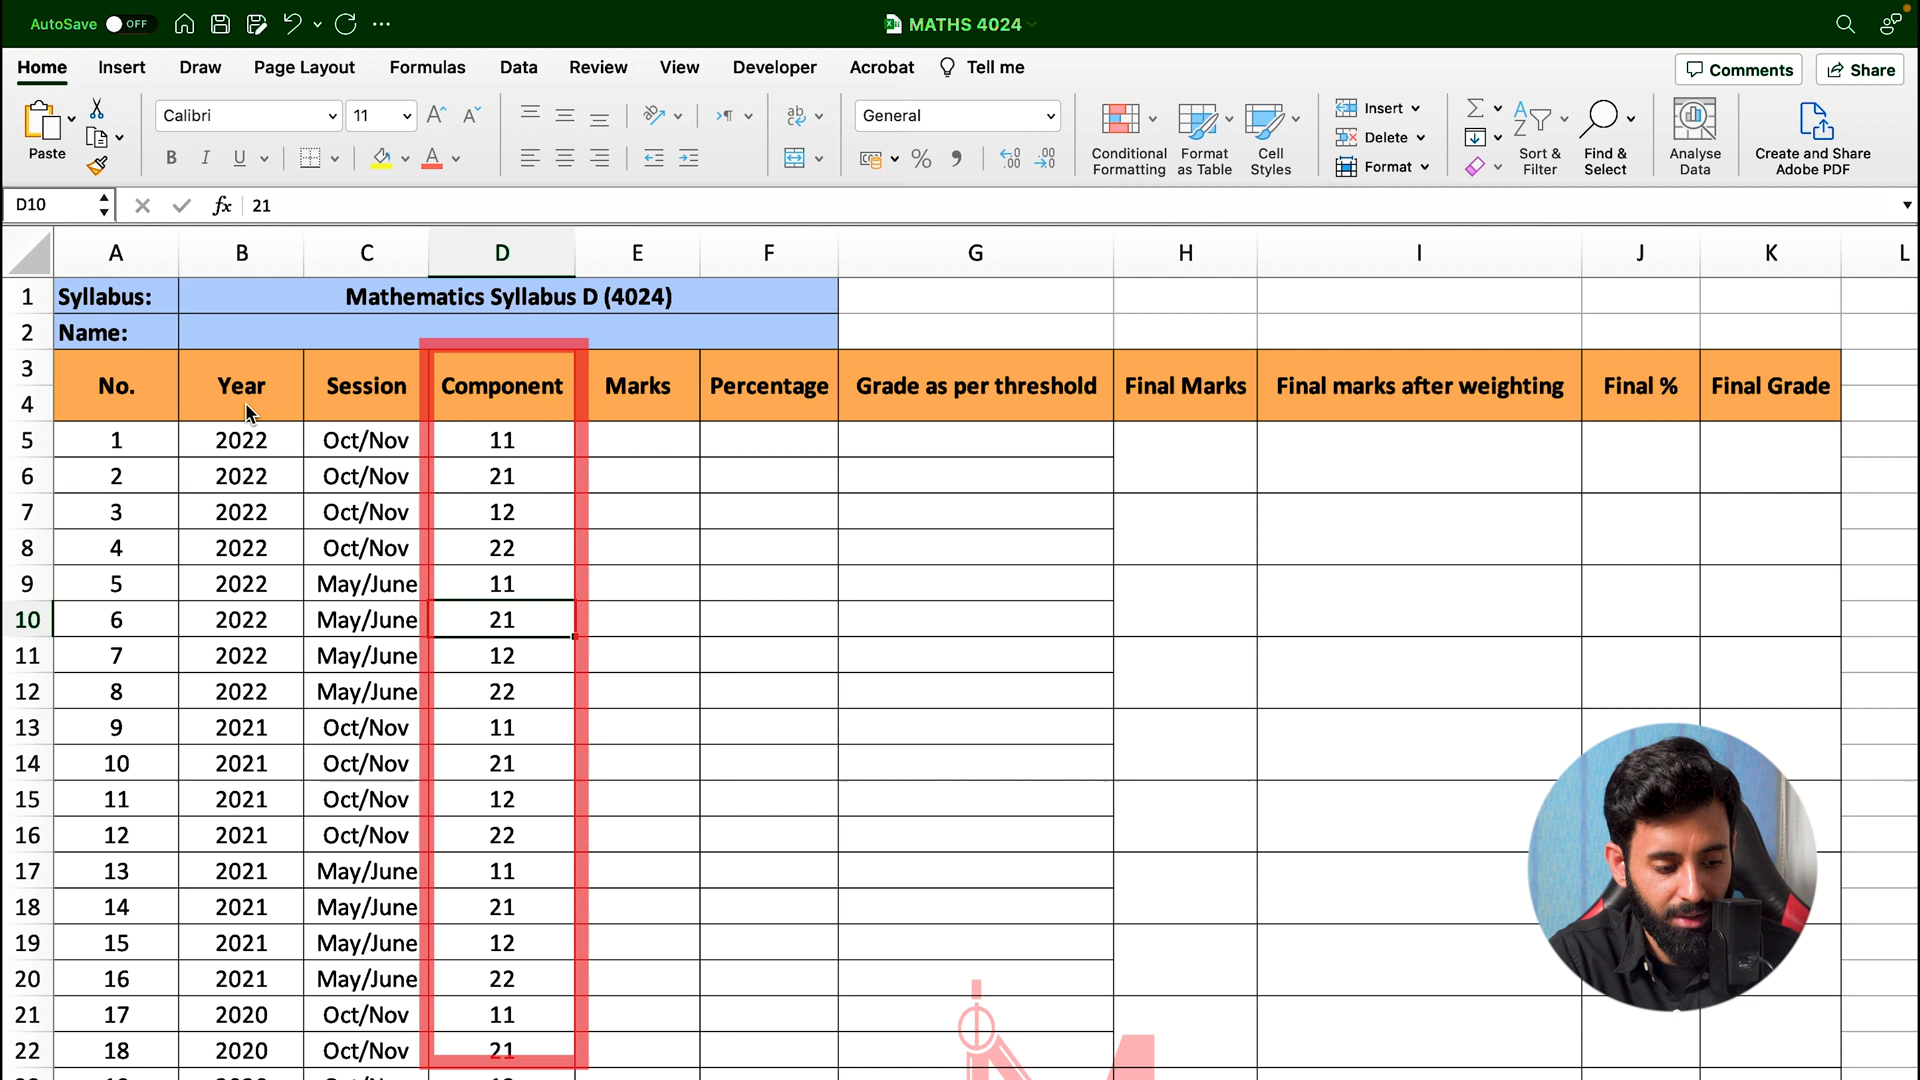 AutoSave OFF MATHS 4024
Home Insert Draw Page Layout Formulas Data Review View Developer Acrobat Tell me Comments Share
Paste Calibri 11 General Conditional Formatting Format as Table Cell Styles Insert Delete Format Sort & Filter Find & Select Analyse Data Create and Share Adobe PDF
D10 fx 21
A B C D E F G H I J K L
1 Syllabus: Mathematics Syllabus D (4024)
2 Name:
3
No. Year Session Component Marks Percentage Grade as per threshold Final Marks Final marks after weighting Final % Final Grade
4
5 1 2022 Oct/Nov 11
6 2 2022 Oct/Nov 21
7 3 2022 Oct/Nov 12
8 4 2022 Oct/Nov 22
9 5 2022 May/June 11
10 6 2022 May/June 21
11 7 2022 May/June 12
12 8 2022 May/June 22
13 9 2021 Oct/Nov 11
14 10 2021 Oct/Nov 21
15 11 2021 Oct/Nov 12
16 12 2021 Oct/Nov 22
17 13 2021 May/June 11
18 14 2021 May/June 21
19 15 2021 May/June 12
20 16 2021 May/June 22
21 17 2020 Oct/Nov 11
22 18 2020 Oct/Nov 21